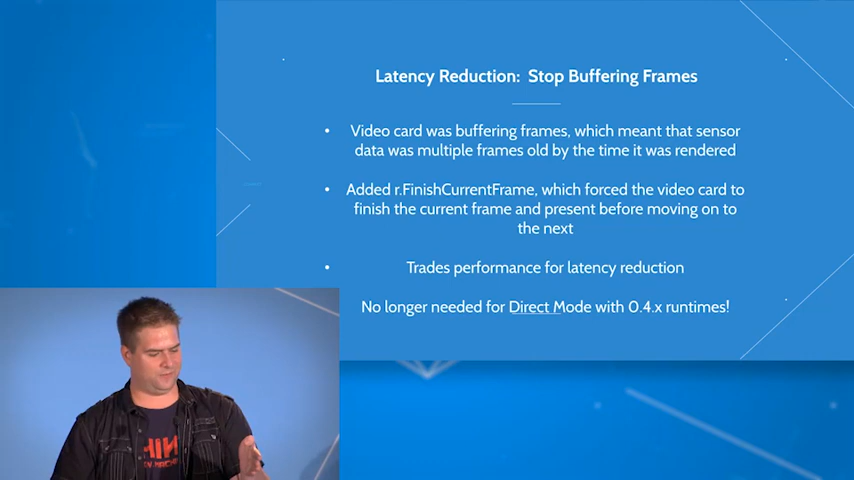 Latency Reduction: Stop Buffering Frames
• Video card was buffering frames, which meant that sensor
data was multiple frames old by the time it was rendered
• Added r.FinishCurrentFrame, which forced the video card to
finish the current frame and present before moving on to
the next
• Trades performance for latency reduction
No longer needed for Direct Mode with 0.4.x runtimes!